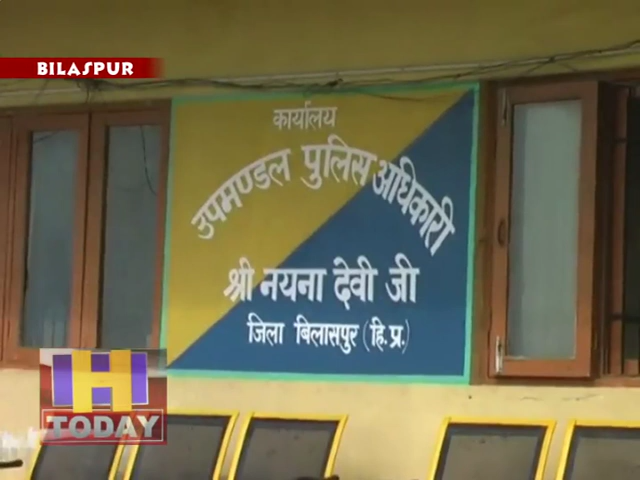 BILASPUR
कार्यालय
उपमण्डल पुलिस अधिकारी
श्री नयना देवी जी
जिला बिलासपुर (हि.प्र.)
H
TODAY